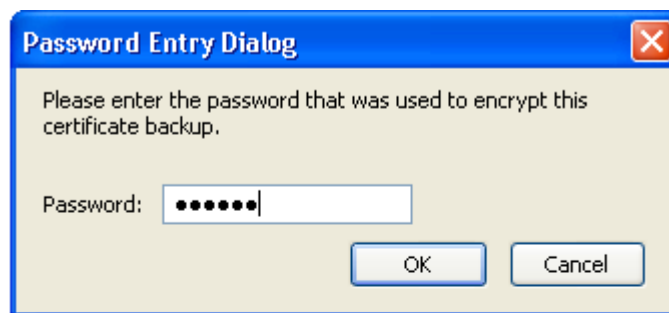 Password Entry Dialog
Please enter the password that was used to encrypt this
certificate backup.
Password: ●●●●●●
OK Cancel